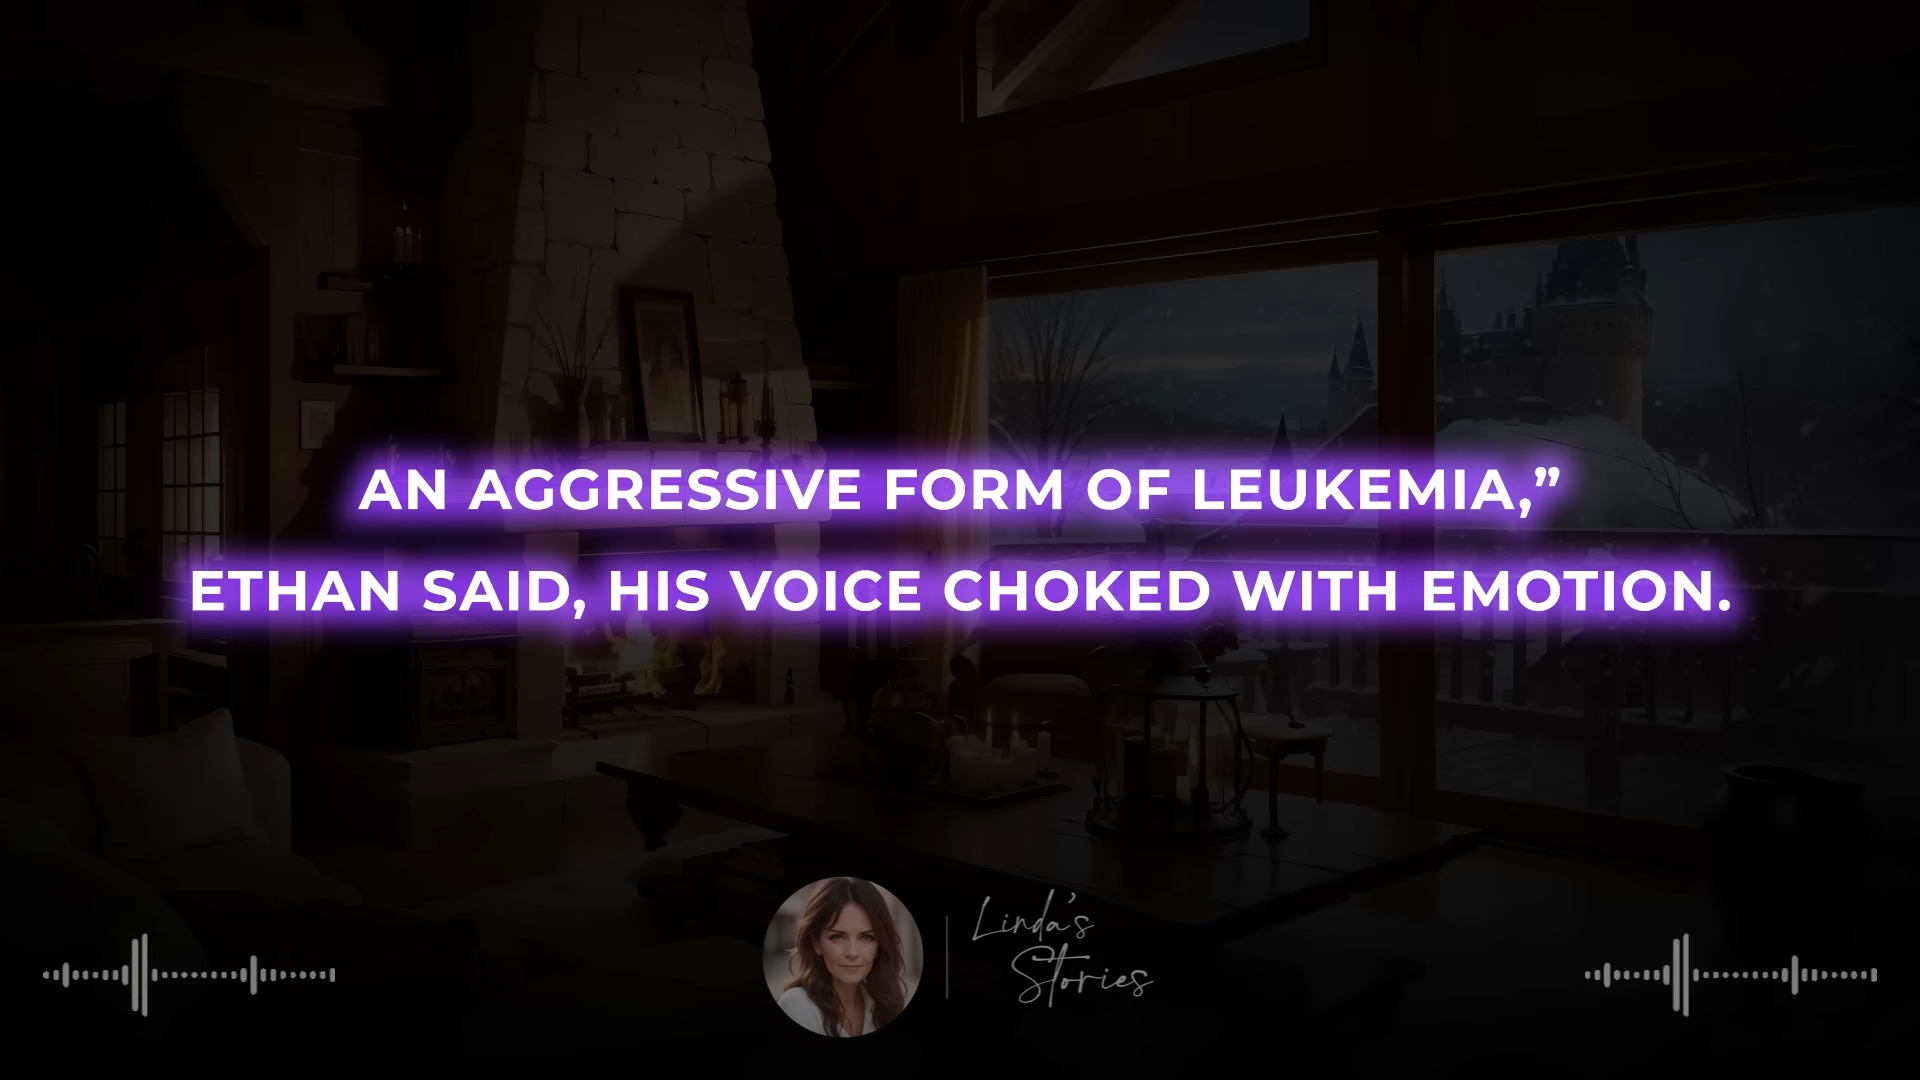 AN AGGRESSIVE FORM OF LEUKEMIA,”
ETHAN SAID, HIS VOICE CHOKED WITH EMOTION.
Linda's
Stories